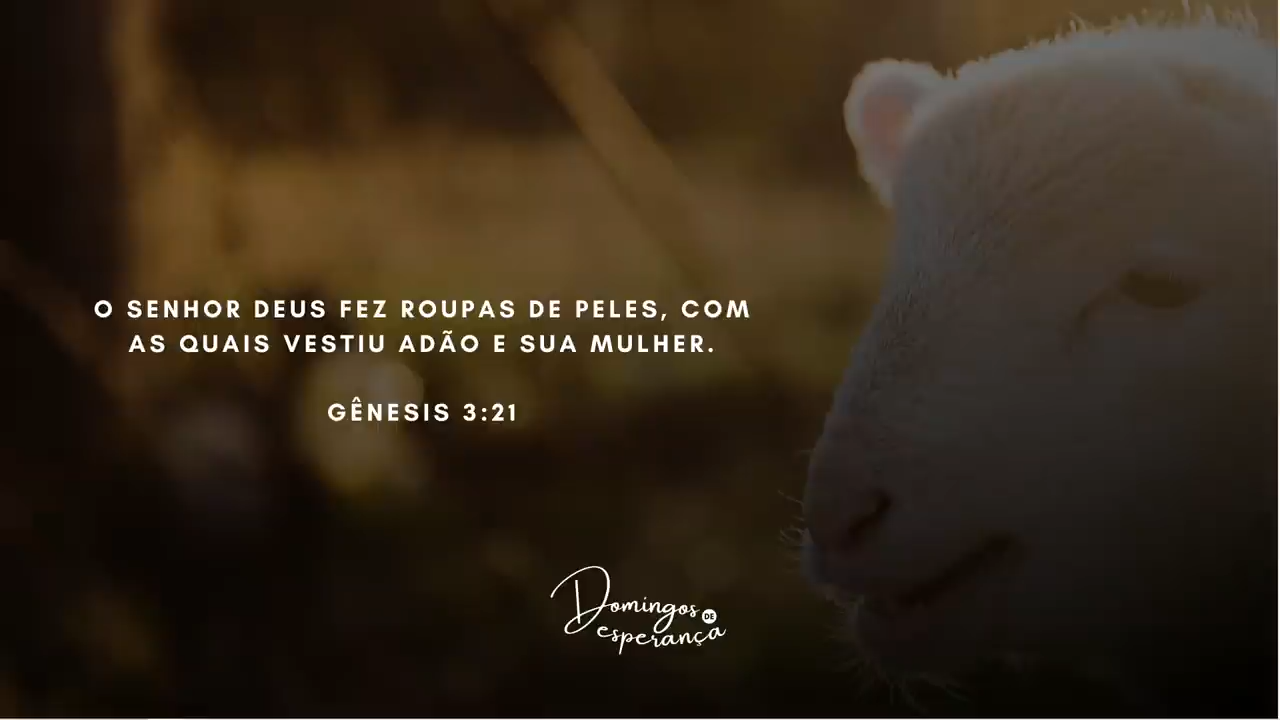 O SENHOR DEUS FEZ ROUPAS DE PELES, COM
AS QUAIS VESTIU ADÃO E SUA MULHER.
GÊNESIS 3:21
Domingos DE
esperança